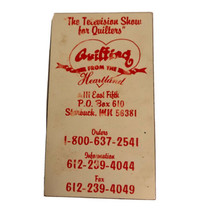 "The Television Show
for Quilters"
Quilting
FROM THE
Heartland
111 East Fifth
P.O. Box 610
Starbuck, MN 56381
Orders
1-800-637-2541
Information
612-239-4044
Fax
612-239-4049